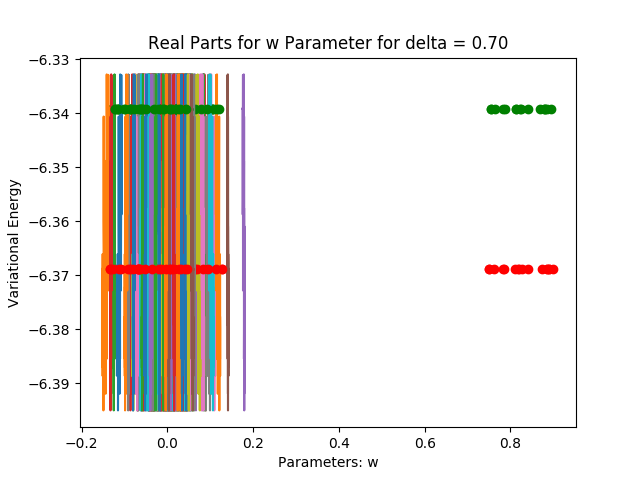 Real Parts for w Parameter for delta = 0.70
−6.33
−6.34
−6.35
−6.36
−6.37
−6.38
−6.39
Variational Energy
−0.2 0.0 0.2 0.4 0.6 0.8
Parameters: w